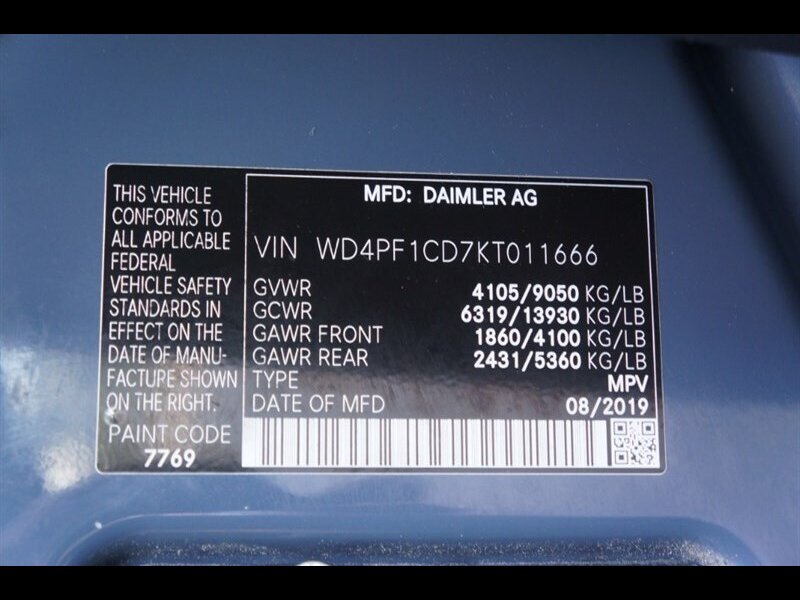 THIS VEHICLE
CONFORMS TO
ALL APPLICABLE
FEDERAL
VEHICLE SAFETY
STANDARDS IN
EFFECT ON THE
DATE OF MANU-
FACTURE SHOWN
ON THE RIGHT.
PAINT CODE
7769
MFD: DAIMLER AG
VIN WD4PF1CD7KT011666
GVWR 4105/9050 KG/LB
GCWR 6319/13930 KG/LB
GAWR FRONT 1860/4100 KG/LB
GAWR REAR 2431/5360 KG/LB
TYPE MPV
DATE OF MFD 08/2019